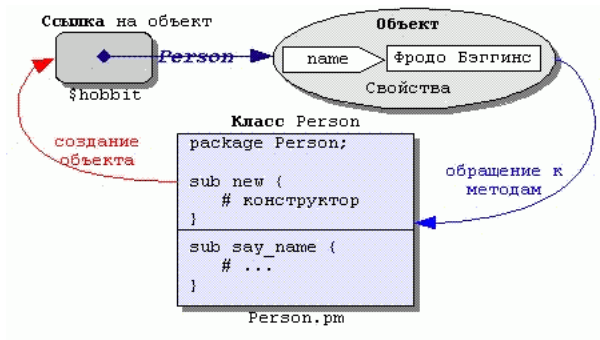 Ссылка на объект
Объект
Person
name
Фродо Бэггинс
Свойства
$hobbit
Класс Person
создание
объекта
package Person;
sub new {
# конструктор
}
sub say_name {
# ...
}
обращение к
методам
Person.pm